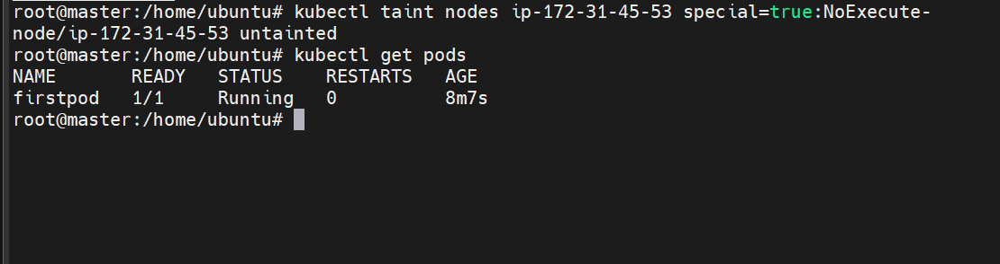 root@master:/home/ubuntu# kubectl taint nodes ip-172-31-45-53 special=true:NoExecute-
node/ip-172-31-45-53 untainted
root@master:/home/ubuntu# kubectl get pods
NAME       READY   STATUS    RESTARTS   AGE
firstpod   1/1     Running   0          8m7s
root@master:/home/ubuntu#